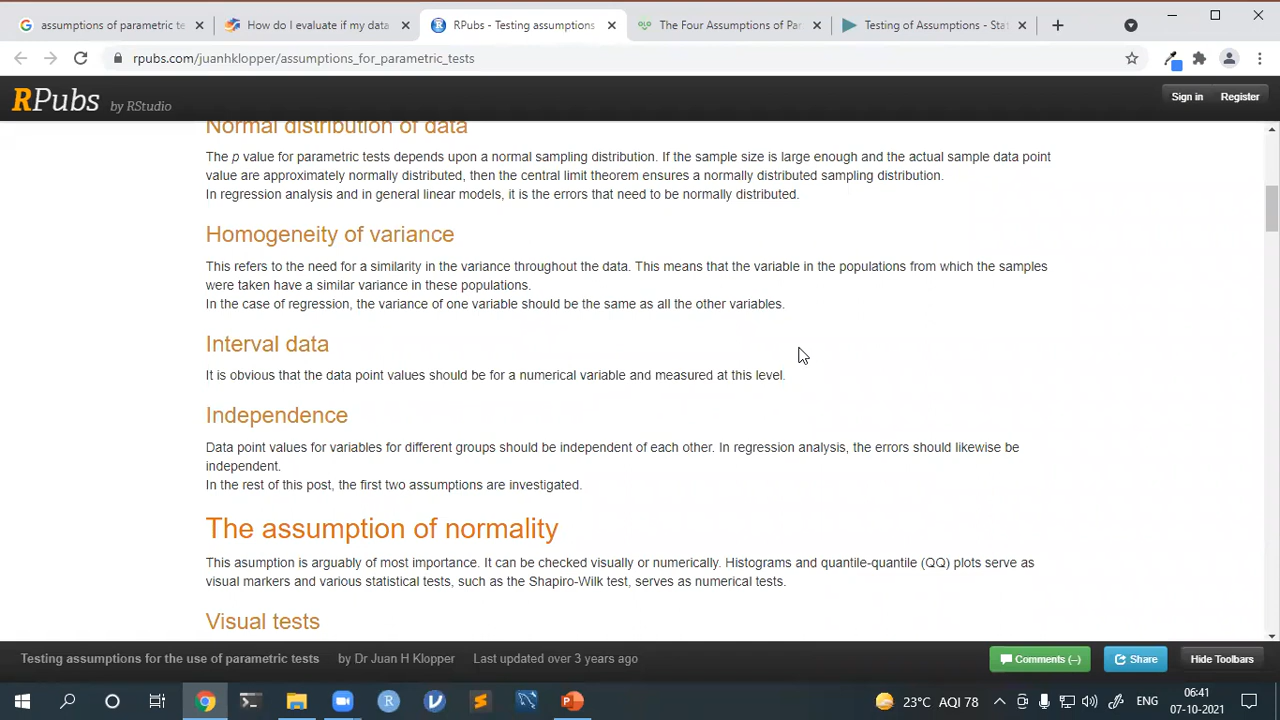 assumptions of parametric te
How do I evaluate if my data
RPubs - Testing assumptions
The Four Assumptions of Par
Testing of Assumptions - Stat
rpubs.com/juanhklopper/assumptions_for_parametric_tests
RPubs by RStudio
Sign in
Register
Normal distribution of data
The p value for parametric tests depends upon a normal sampling distribution. If the sample size is large enough and the actual sample data point
value are approximately normally distributed, then the central limit theorem ensures a normally distributed sampling distribution.
In regression analysis and in general linear models, it is the errors that need to be normally distributed.
Homogeneity of variance
This refers to the need for a similarity in the variance throughout the data. This means that the variable in the populations from which the samples
were taken have a similar variance in these populations.
In the case of regression, the variance of one variable should be the same as all the other variables.
Interval data
It is obvious that the data point values should be for a numerical variable and measured at this level.
Independence
Data point values for variables for different groups should be independent of each other. In regression analysis, the errors should likewise be
independent.
In the rest of this post, the first two assumptions are investigated.
The assumption of normality
This asumption is arguably of most importance. It can be checked visually or numerically. Histograms and quantile-quantile (QQ) plots serve as
visual markers and various statistical tests, such as the Shapiro-Wilk test, serves as numerical tests.
Visual tests
Testing assumptions for the use of parametric tests
by Dr Juan H Klopper
Last updated over 3 years ago
Comments (–)
Share
Hide Toolbars
23°C AQI 78
ENG
06:41
07-10-2021